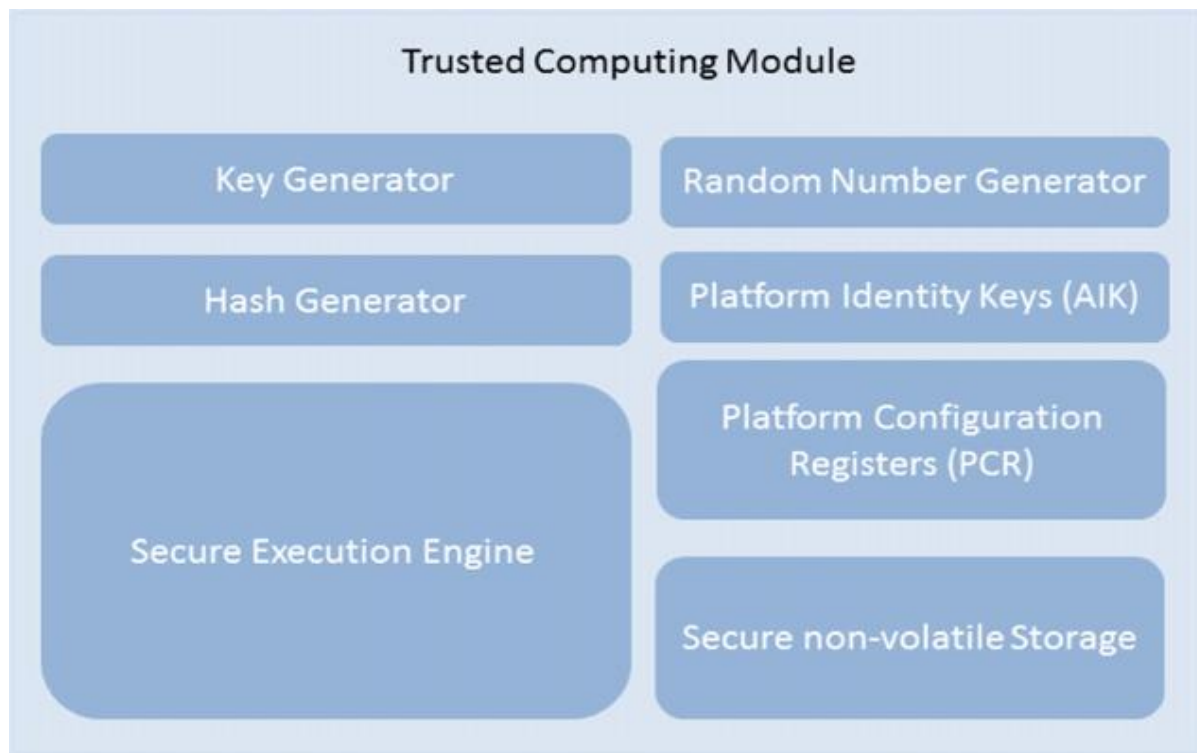 Trusted Computing Module
Key Generator
Random Number Generator
Hash Generator
Platform Identity Keys (AIK)
Platform Configuration
Registers (PCR)
Secure Execution Engine
Secure non-volatile Storage